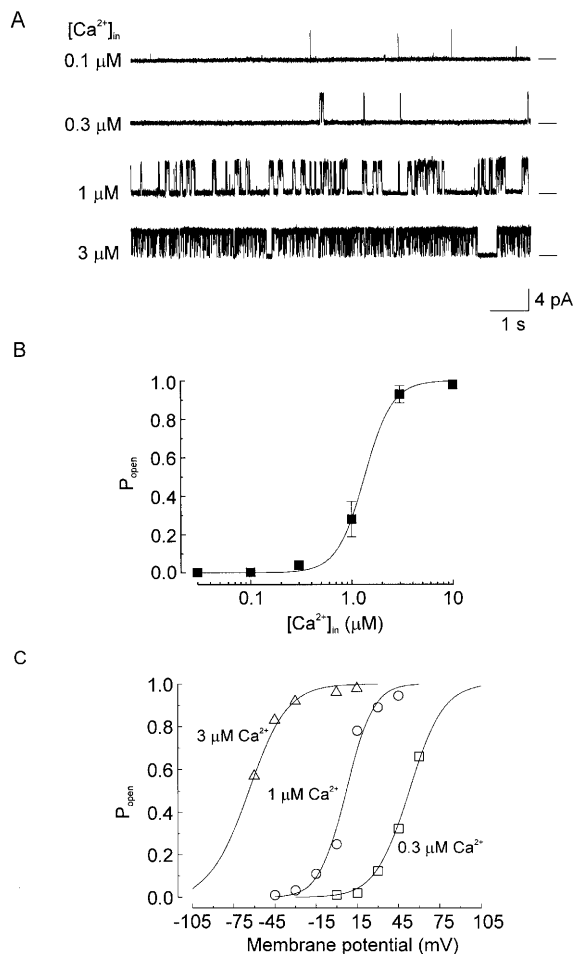 A
[Ca²⁺]in
0.1 μM
0.3 μM
1 μM
3 μM
4 pA
1 s
B
1.0
0.8
0.6
0.4
0.2
0.0
Popen
0.1 1.0 10
[Ca²⁺]in (μM)
C
1.0
0.8
0.6
0.4
0.2
0.0
Popen
3 μM Ca²⁺
1 μM Ca²⁺
0.3 μM Ca²⁺
-105 -75 -45 -15 15 45 75 105
Membrane potential (mV)